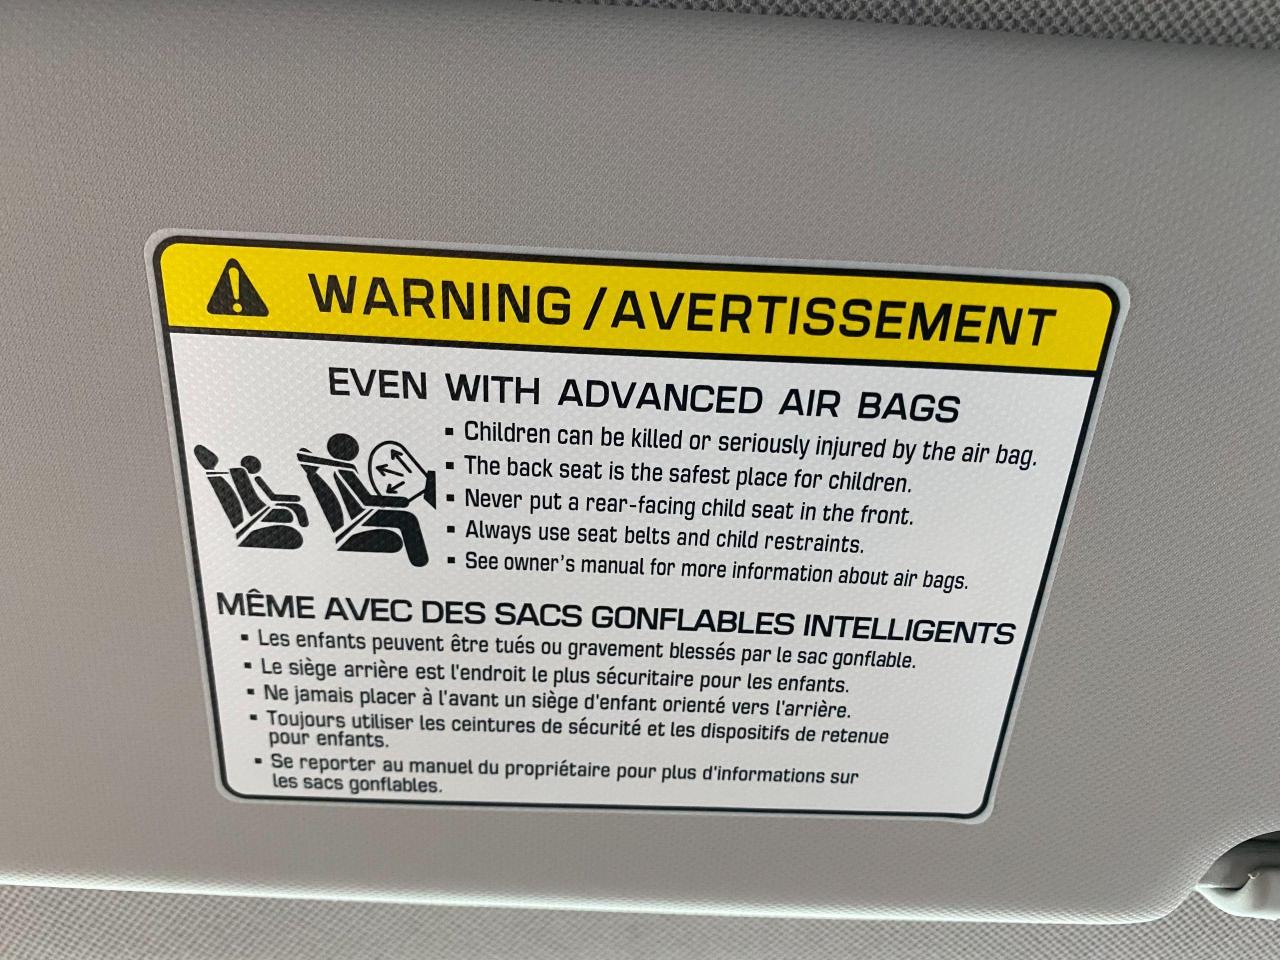 WARNING/AVERTISSEMENT
EVEN WITH ADVANCED AIR BAGS
▪ Children can be killed or seriously injured by the air bag.
▪ The back seat is the safest place for children.
▪ Never put a rear-facing child seat in the front.
▪ Always use seat belts and child restraints.
▪ See owner's manual for more information about air bags.
MÊME AVEC DES SACS GONFLABLES INTELLIGENTS
▪ Les enfants peuvent être tués ou gravement blessés par le sac gonflable.
▪ Le siège arrière est l'endroit le plus sécuritaire pour les enfants.
▪ Ne jamais placer à l'avant un siège d'enfant orienté vers l'arrière.
▪ Toujours utiliser les ceintures de sécurité et les dispositifs de retenue
pour enfants.
▪ Se reporter au manuel du propriétaire pour plus d'informations sur
les sacs gonflables.